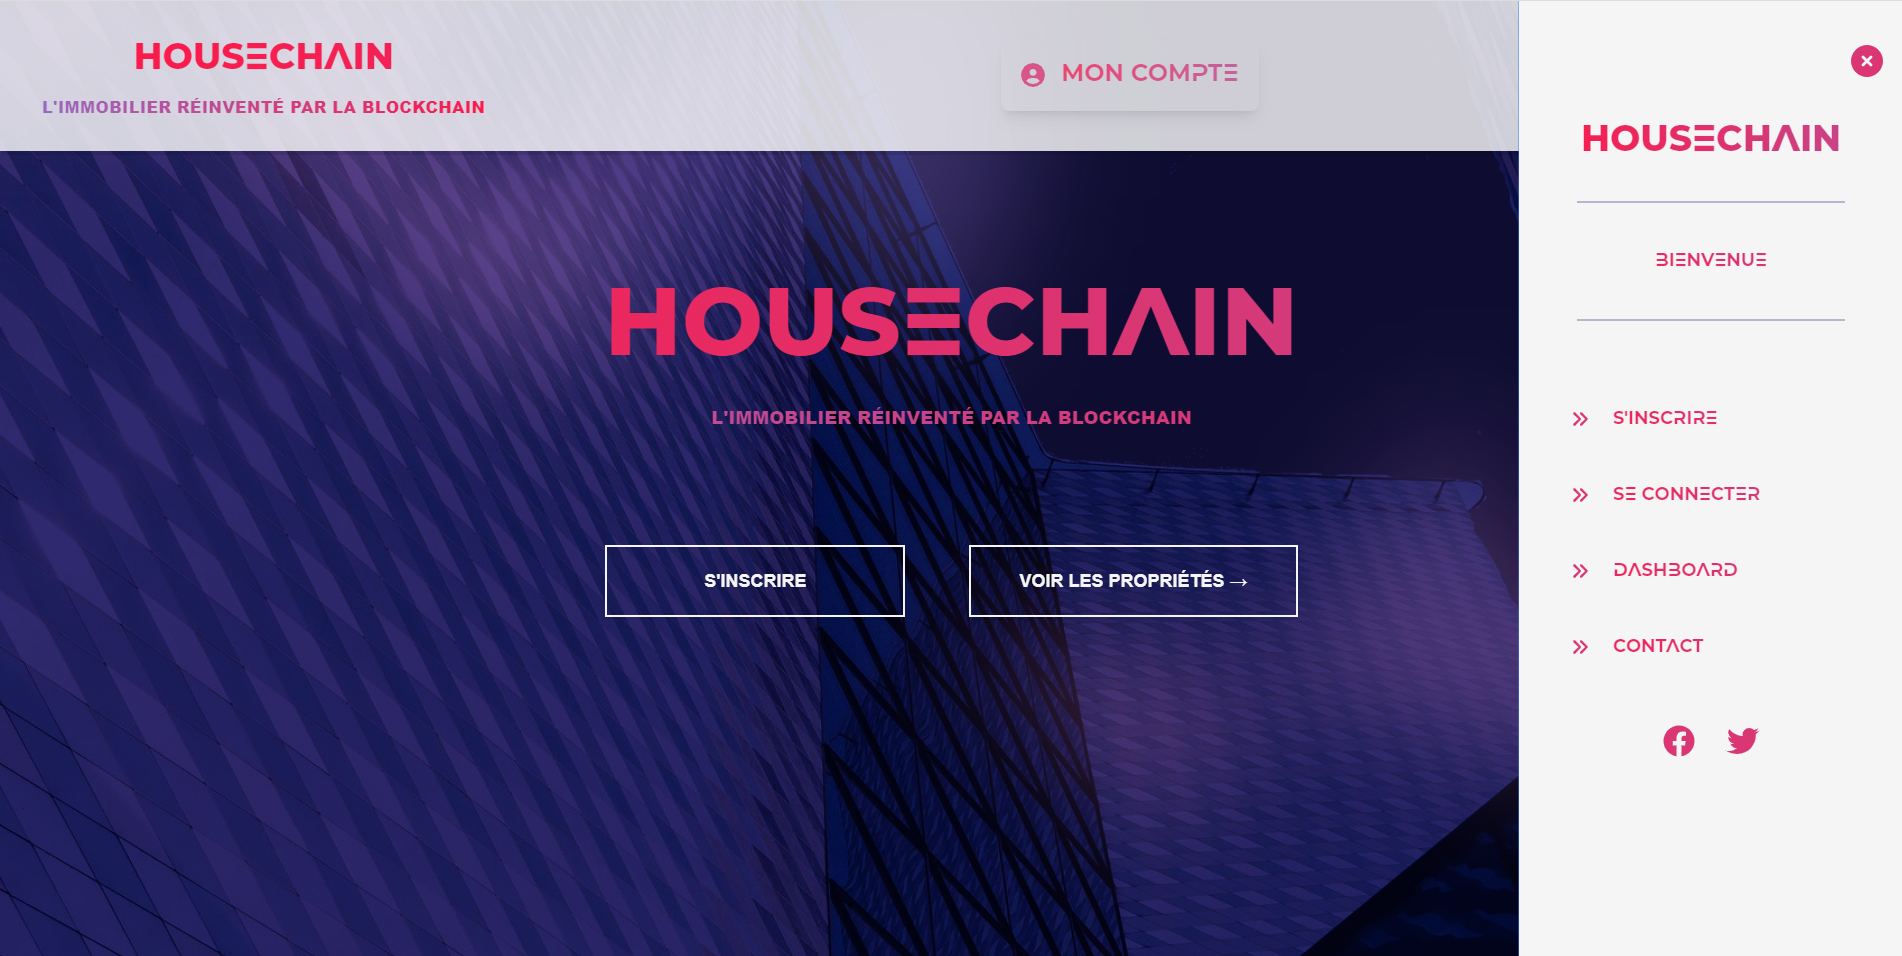 HOUSECHAIN
L'IMMOBILIER RÉINVENTÉ PAR LA BLOCKCHAIN
MON COMPTE
HOUSECHAIN
L'IMMOBILIER RÉINVENTÉ PAR LA BLOCKCHAIN
S'INSCRIRE
VOIR LES PROPRIÉTÉS →
HOUSECHAIN
BIENVENUE
S'INSCRIRE
SE CONNECTER
DASHBOARD
CONTACT